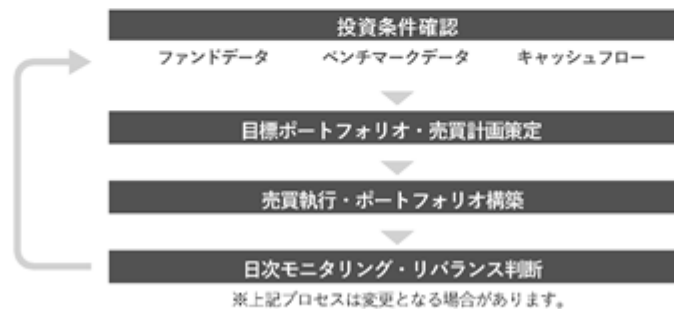 投資条件確認
ファンドデータ ベンチマークデータ キャッシュフロー
目標ポートフォリオ・売買計画策定
売買執行・ポートフォリオ構築
日次モニタリング・リバランス判断
※上記プロセスは変更となる場合があります。